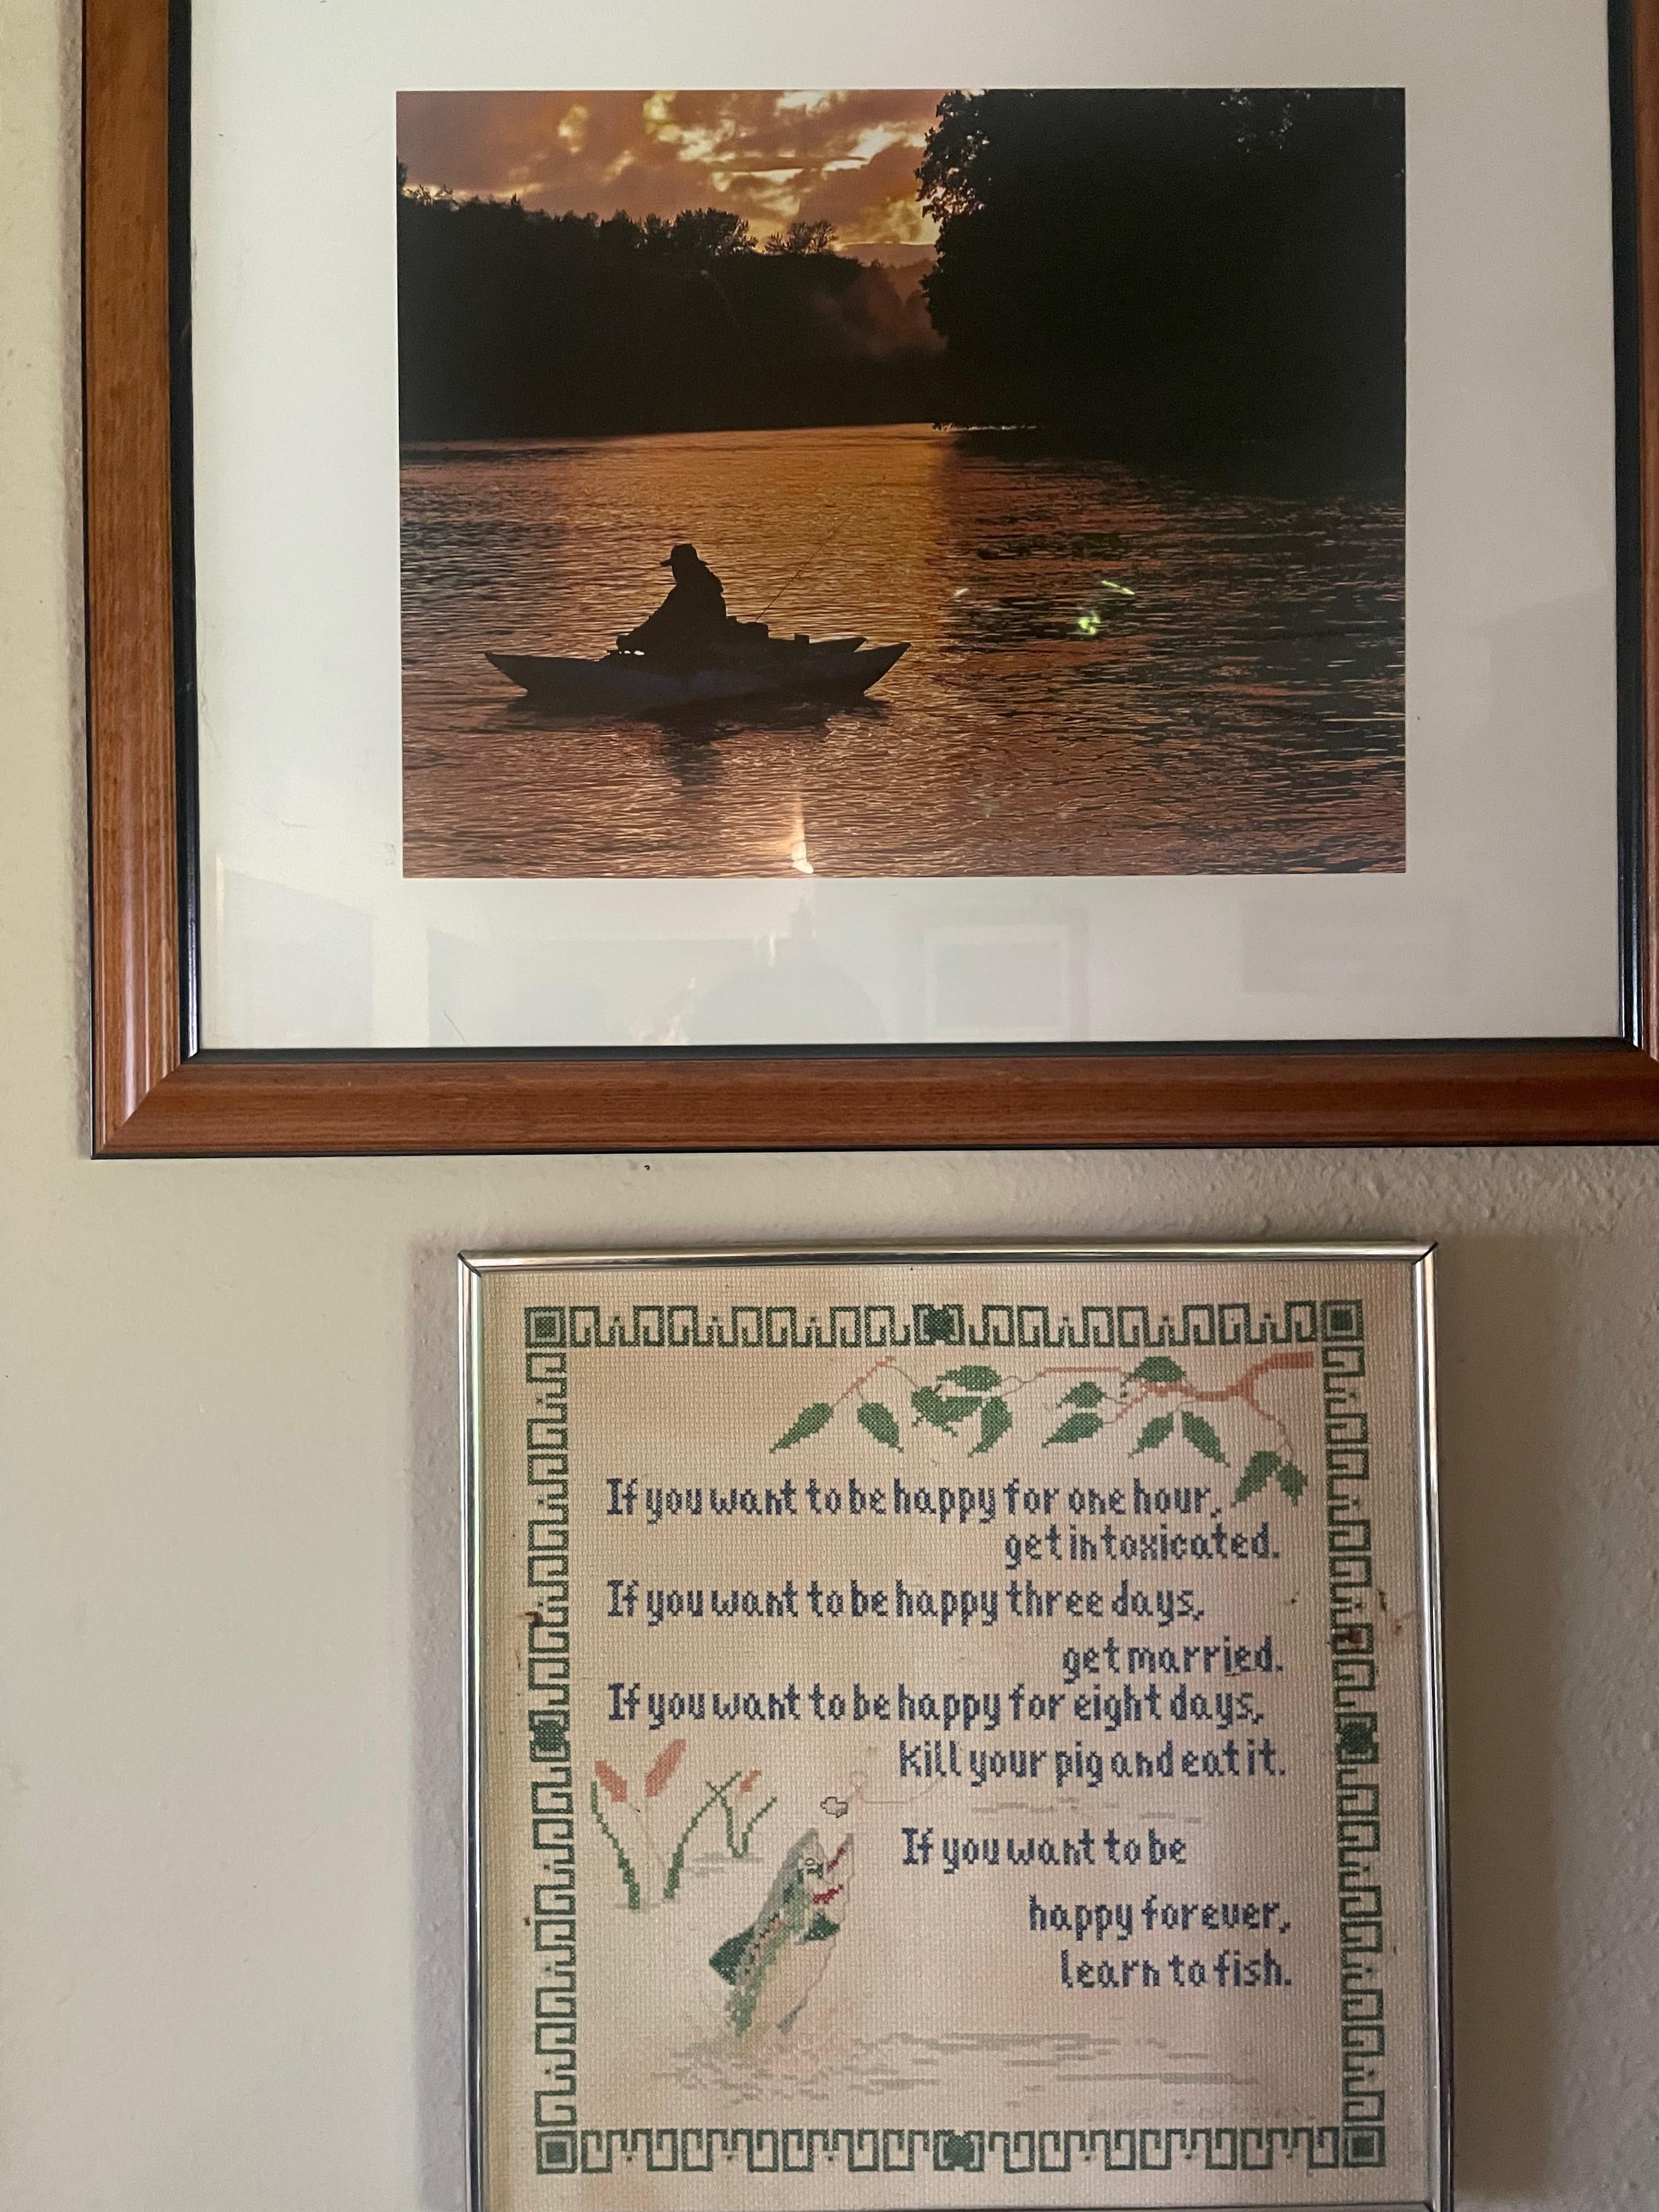 If you want to be happy for one hour,
get intoxicated.
If you want to be happy three days,
get married.
If you want to be happy for eight days,
kill your pig and eat it.
If you want to be
happy forever,
learn to fish.